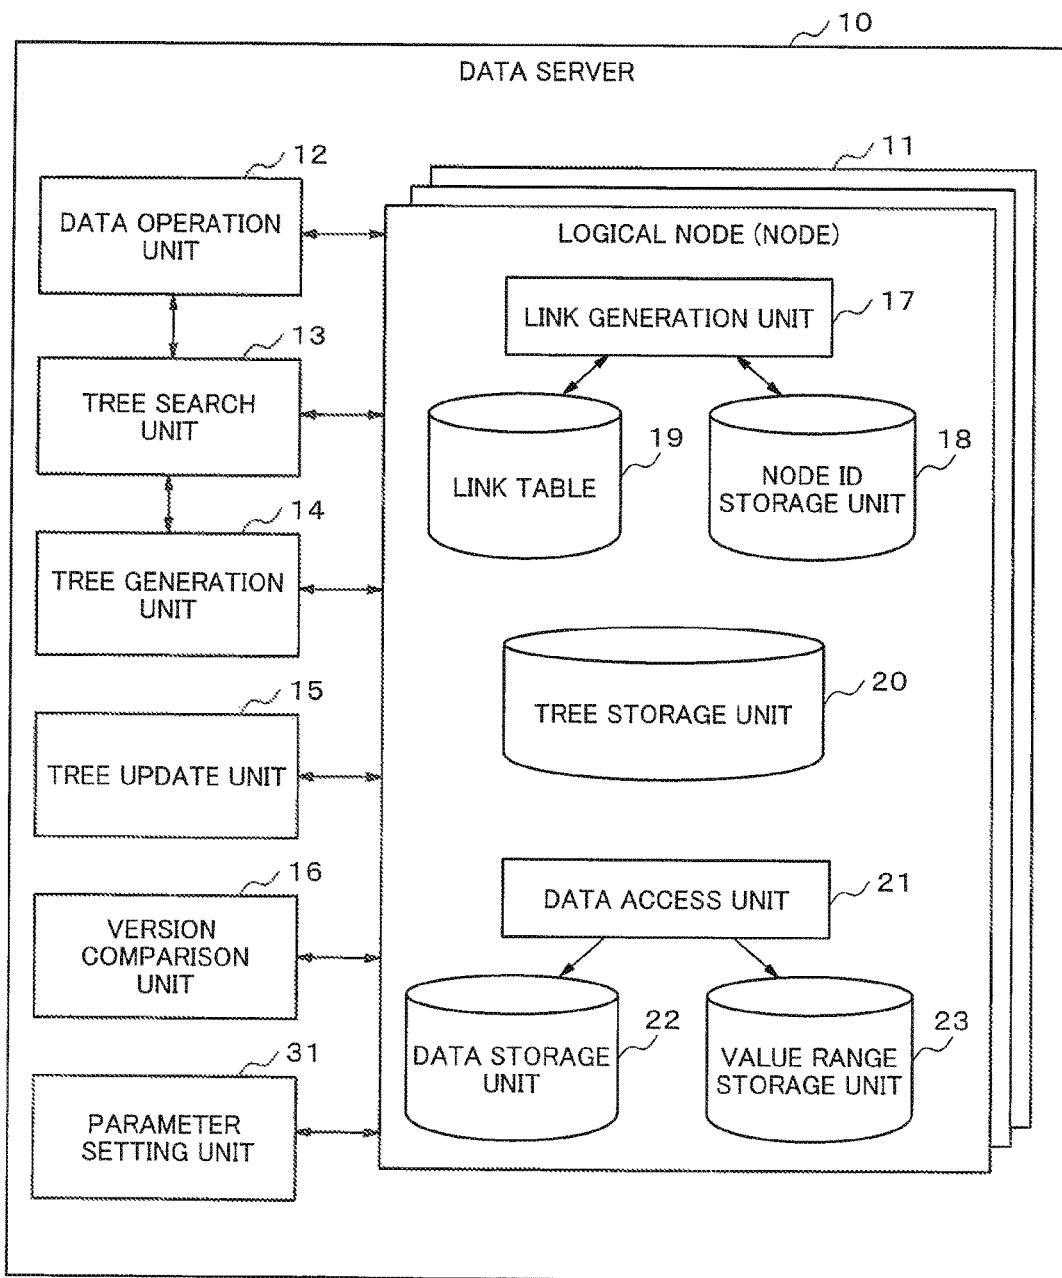 10
DATA SERVER
12
DATA OPERATION
UNIT
13
TREE SEARCH
UNIT
14
TREE GENERATION
UNIT
15
TREE UPDATE UNIT
16
VERSION
COMPARISON
UNIT
31
PARAMETER
SETTING UNIT
11
LOGICAL NODE (NODE)
LINK GENERATION UNIT
17
LINK TABLE
19
NODE ID
STORAGE UNIT
18
TREE STORAGE UNIT
20
DATA ACCESS UNIT
21
DATA STORAGE
UNIT
22
VALUE RANGE
STORAGE UNIT
23